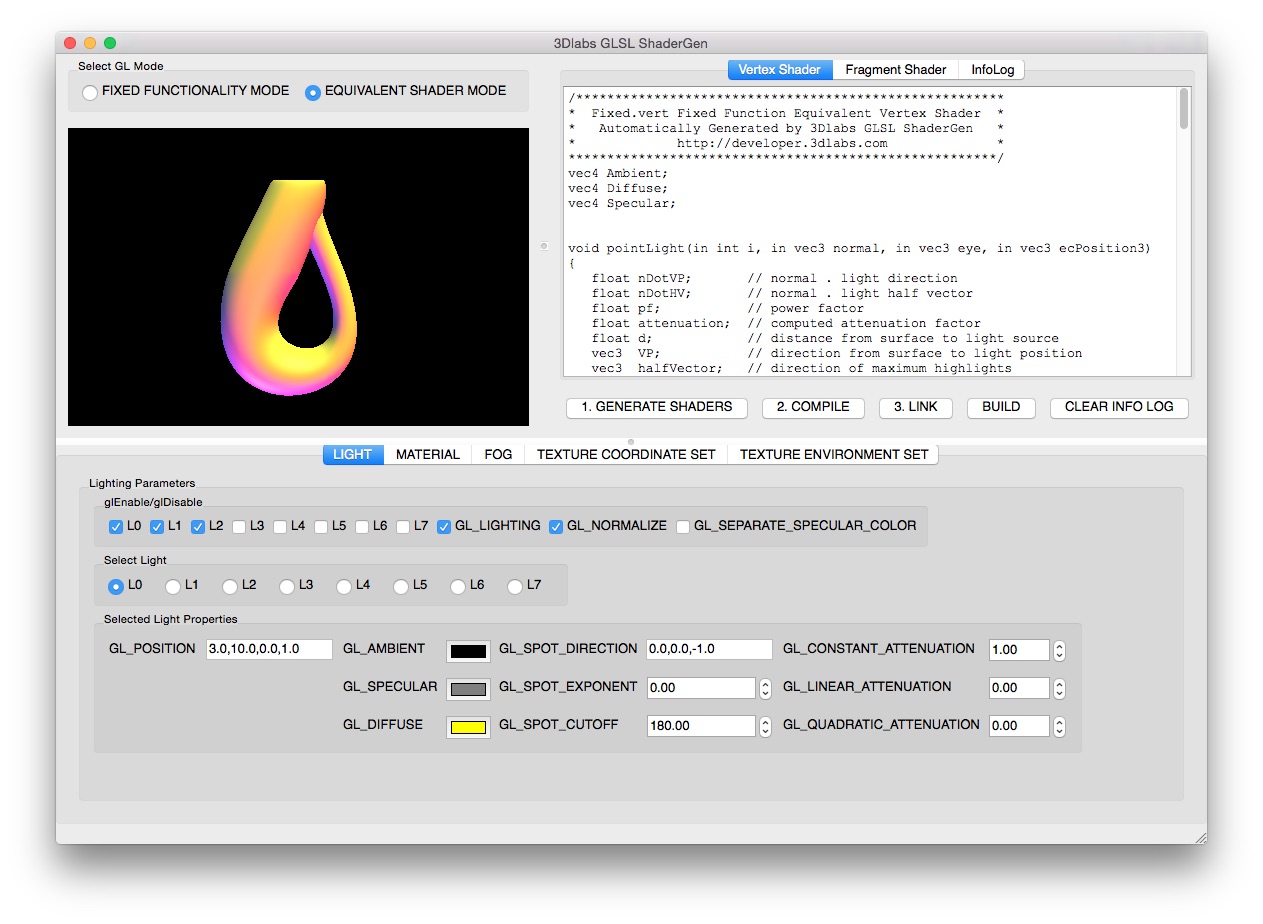 3Dlabs GLSL ShaderGen
Select GL Mode
FIXED FUNCTIONALITY MODE EQUIVALENT SHADER MODE
Vertex Shader Fragment Shader InfoLog
/*******************************************************
*  Fixed.vert Fixed Function Equivalent Vertex Shader  *
*   Automatically Generated by 3Dlabs GLSL ShaderGen   *
*             http://developer.3dlabs.com              *
*******************************************************/
vec4 Ambient;
vec4 Diffuse;
vec4 Specular;
void pointLight(in int i, in vec3 normal, in vec3 eye, in vec3 ecPosition3)
{
   float nDotVP;       // normal . light direction
   float nDotHV;       // normal . light half vector
   float pf;           // power factor
   float attenuation;  // computed attenuation factor
   float d;            // distance from surface to light source
   vec3  VP;           // direction from surface to light position
   vec3  halfVector;   // direction of maximum highlights
1. GENERATE SHADERS 2. COMPILE 3. LINK BUILD CLEAR INFO LOG
LIGHT MATERIAL FOG TEXTURE COORDINATE SET TEXTURE ENVIRONMENT SET
Lighting Parameters
glEnable/glDisable
L0 L1 L2 L3 L4 L5 L6 L7 GL_LIGHTING GL_NORMALIZE GL_SEPARATE_SPECULAR_COLOR
Select Light
L0 L1 L2 L3 L4 L5 L6 L7
Selected Light Properties
GL_POSITION 3.0,10.0,0.0,1.0 GL_AMBIENT GL_SPOT_DIRECTION 0.0,0.0,-1.0 GL_CONSTANT_ATTENUATION 1.00
GL_SPECULAR GL_SPOT_EXPONENT 0.00 GL_LINEAR_ATTENUATION 0.00
GL_DIFFUSE GL_SPOT_CUTOFF 180.00 GL_QUADRATIC_ATTENUATION 0.00